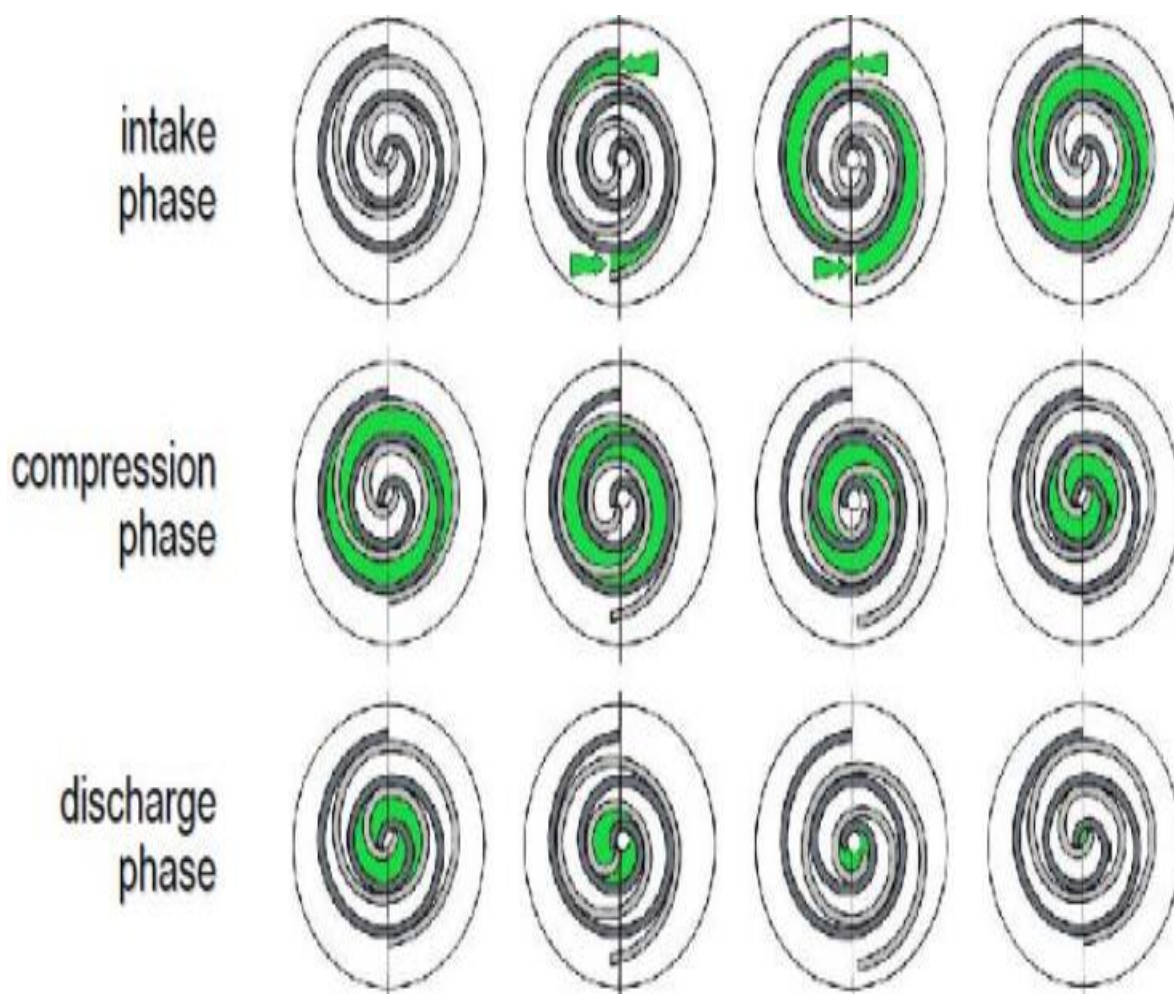 intake
phase
compression
phase
discharge
phase